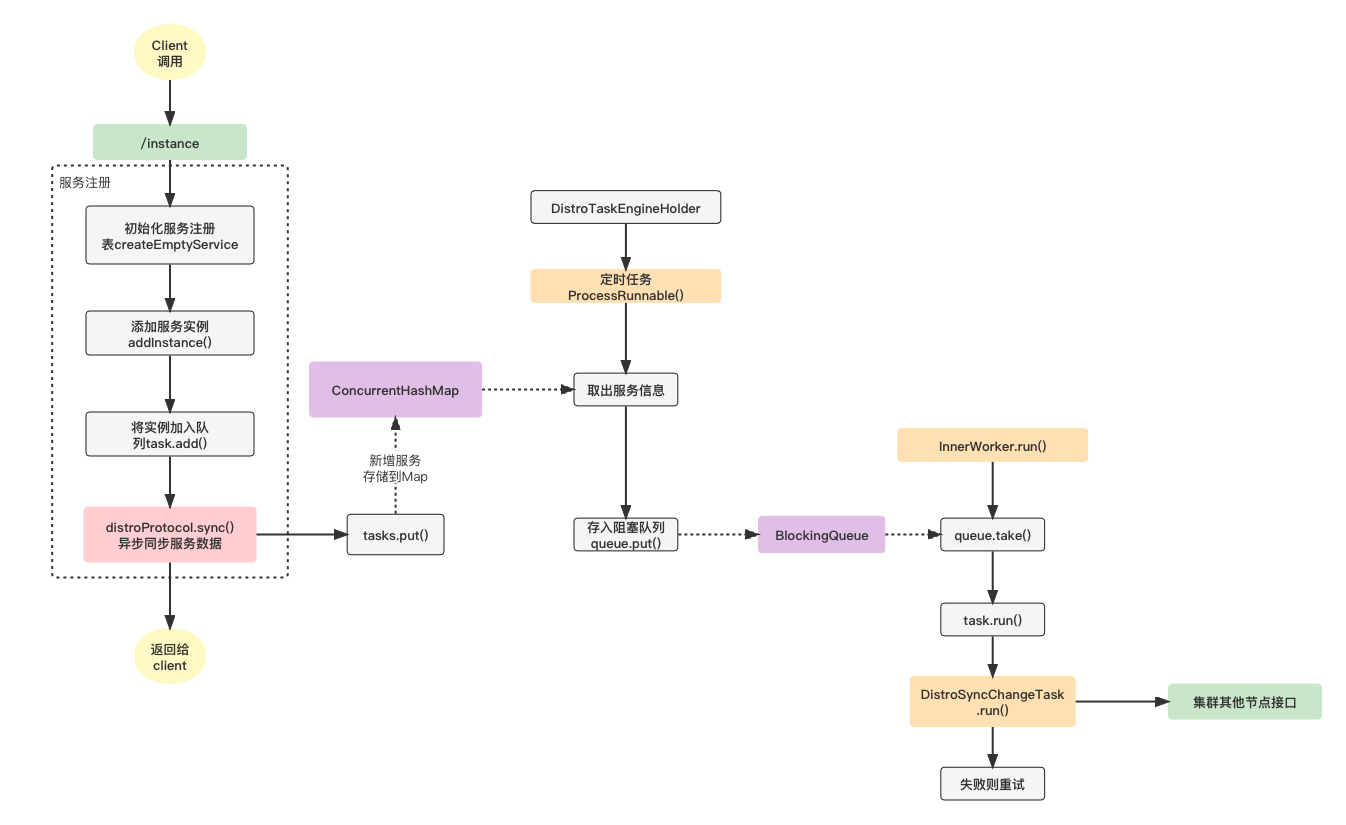 Client
调用
/instance
服务注册
初始化服务注册
表createEmptyService
添加服务实例
addInstance()
将实例加入队
列task.add()
distroProtocol.sync()
异步同步服务数据
返回给
client
tasks.put()
新增服务
存储到Map
ConcurrentHashMap
DistroTaskEngineHolder
定时任务
ProcessRunnable()
取出服务信息
存入阻塞队列
queue.put()
BlockingQueue
InnerWorker.run()
queue.take()
task.run()
DistroSyncChangeTask
.run()
集群其他节点接口
失败则重试